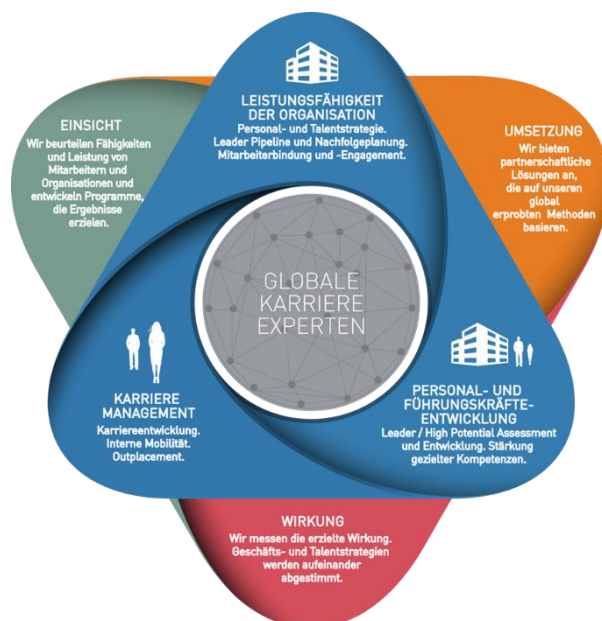 LEISTUNGSFÄHIGKEIT
DER ORGANISATION
Personal- und Talentstrategie.
Leader Pipeline und Nachfolgeplanung.
Mitarbeiterbindung und -Engagement.
EINSICHT
Wir beurteilen Fähigkeiten
und Leistung von
Mitarbeitern und
Organisationen und
entwickeln Programme,
die Ergebnisse
erzielen.
UMSETZUNG
Wir bieten
partnerschaftliche
Lösungen an,
die auf unseren
global
erprobten Methoden
basieren.
GLOBALE
KARRIERE
EXPERTEN
KARRIERE
MANAGEMENT
Karriereentwicklung.
Interne Mobilität.
Outplacement.
PERSONAL- UND
FÜHRUNGSKRÄFTE-
ENTWICKLUNG
Leader / High Potential Assessment
und Entwicklung. Stärkung
gezielter Kompetenzen.
WIRKUNG
Wir messen die erzielte Wirkung.
Geschäfts- und Talentstrategien
werden aufeinander
abgestimmt.